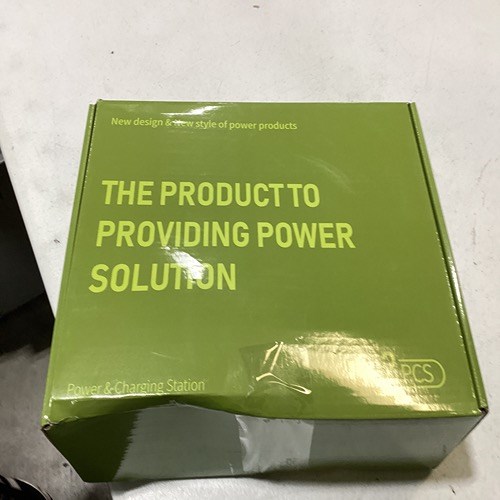 New design & New style of power products
THE PRODUCT TO
PROVIDING POWER
SOLUTION
Power & Charging Station
PCS